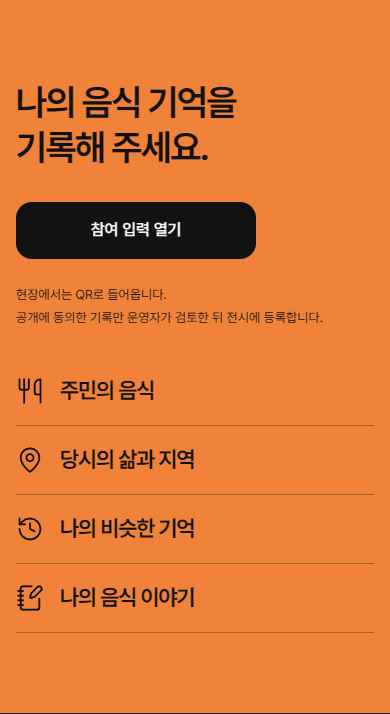 나의 음식 기억을
기록해 주세요.
참여 입력 열기
현장에서는 QR로 들어옵니다.
공개에 동의한 기록만 운영자가 검토한 뒤 전시에 등록합니다.
주민의 음식
당시의 삶과 지역
나의 비슷한 기억
나의 음식 이야기